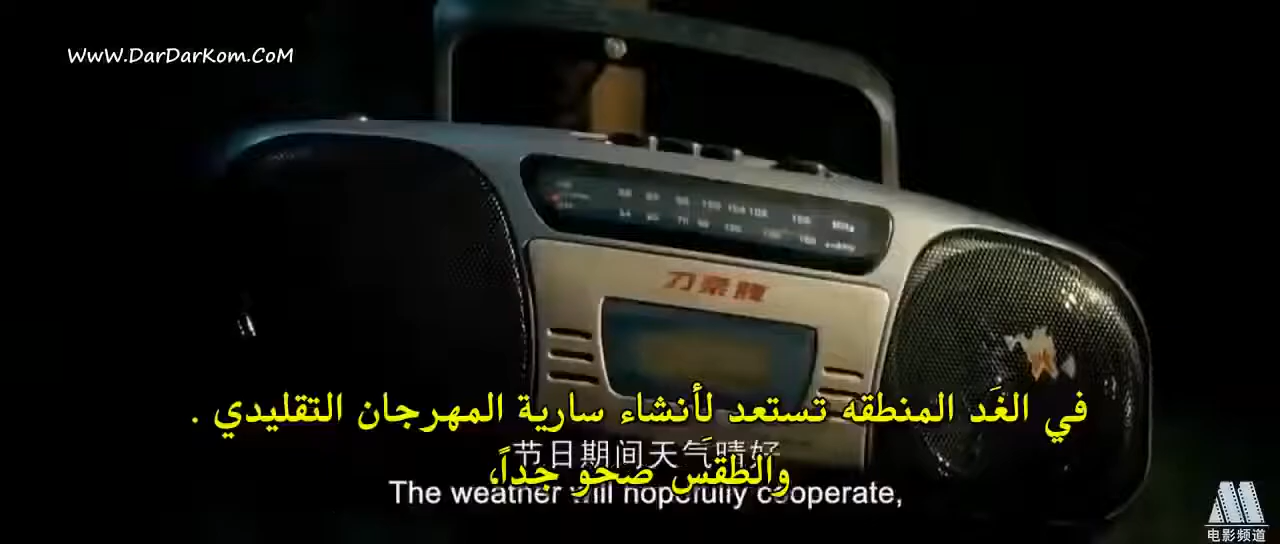 WwW.DarDarKom.CoM
في الغَد المنطقه تستعد لأنشاء سارية المهرجان التقليدي .
والطقَس صحو جداً،
节日期间天气晴好
The weather will hopefully cooperate,
电影频道